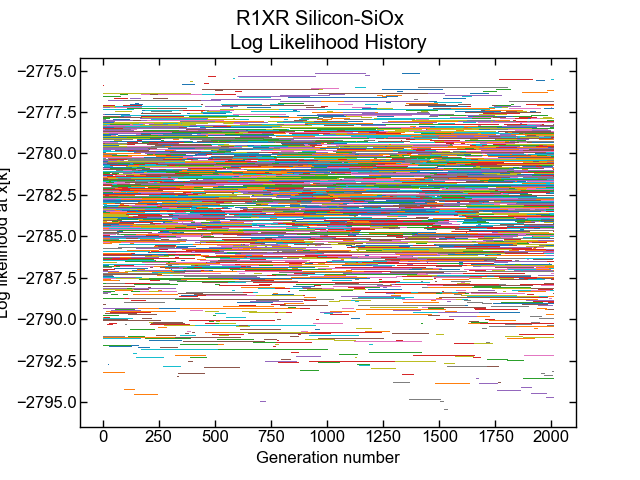 R1XR Silicon-SiOx
Log Likelihood History
−2775.0
−2777.5
−2780.0
−2782.5
−2785.0
−2787.5
−2790.0
−2792.5
−2795.0
Log likelihood at x[k]
0 250 500 750 1000 1250 1500 1750 2000
Generation number